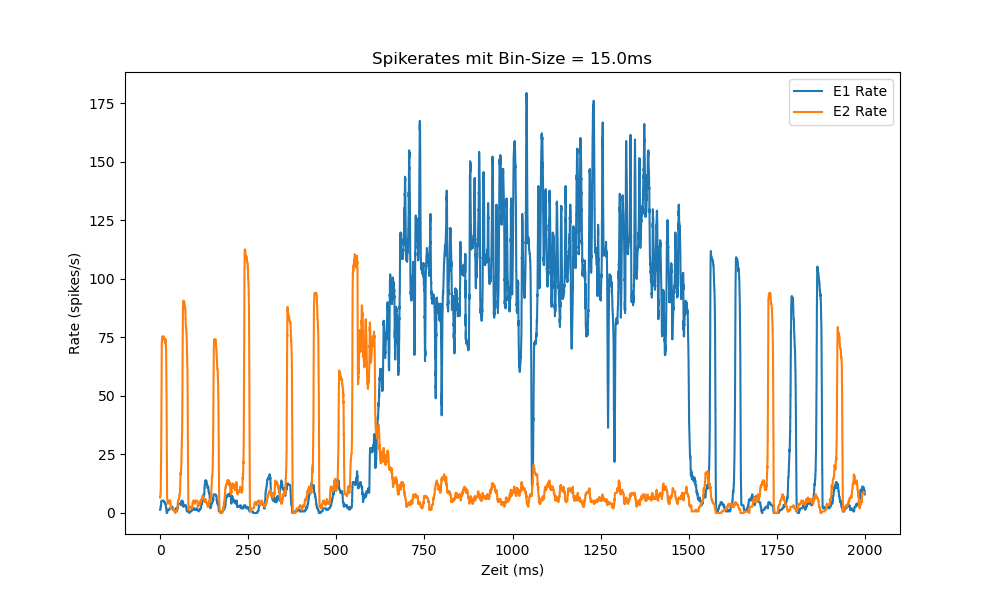 Spikerates mit Bin-Size = 15.0ms
E1 Rate
E2 Rate
175
150
125
100
75
50
25
0
Rate (spikes/s)
0 250 500 750 1000 1250 1500 1750 2000
Zeit (ms)